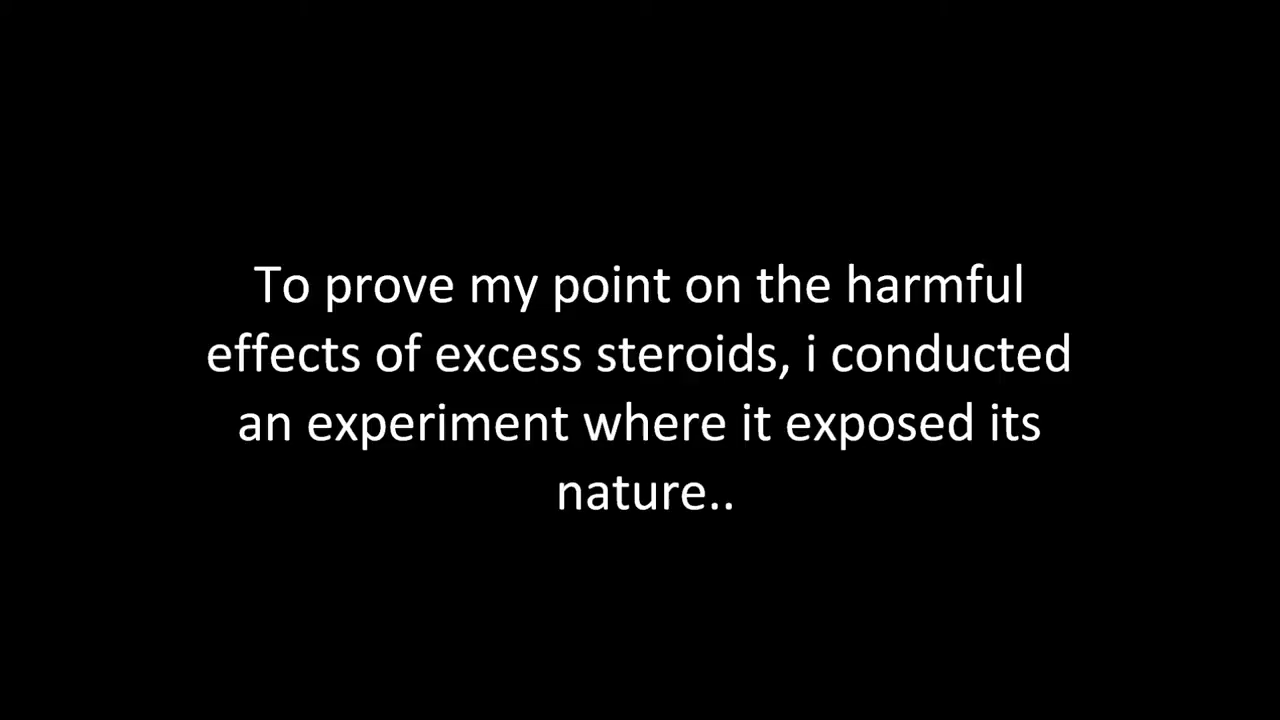 To prove my point on the harmful
effects of excess steroids, i conducted
an experiment where it exposed its
nature..